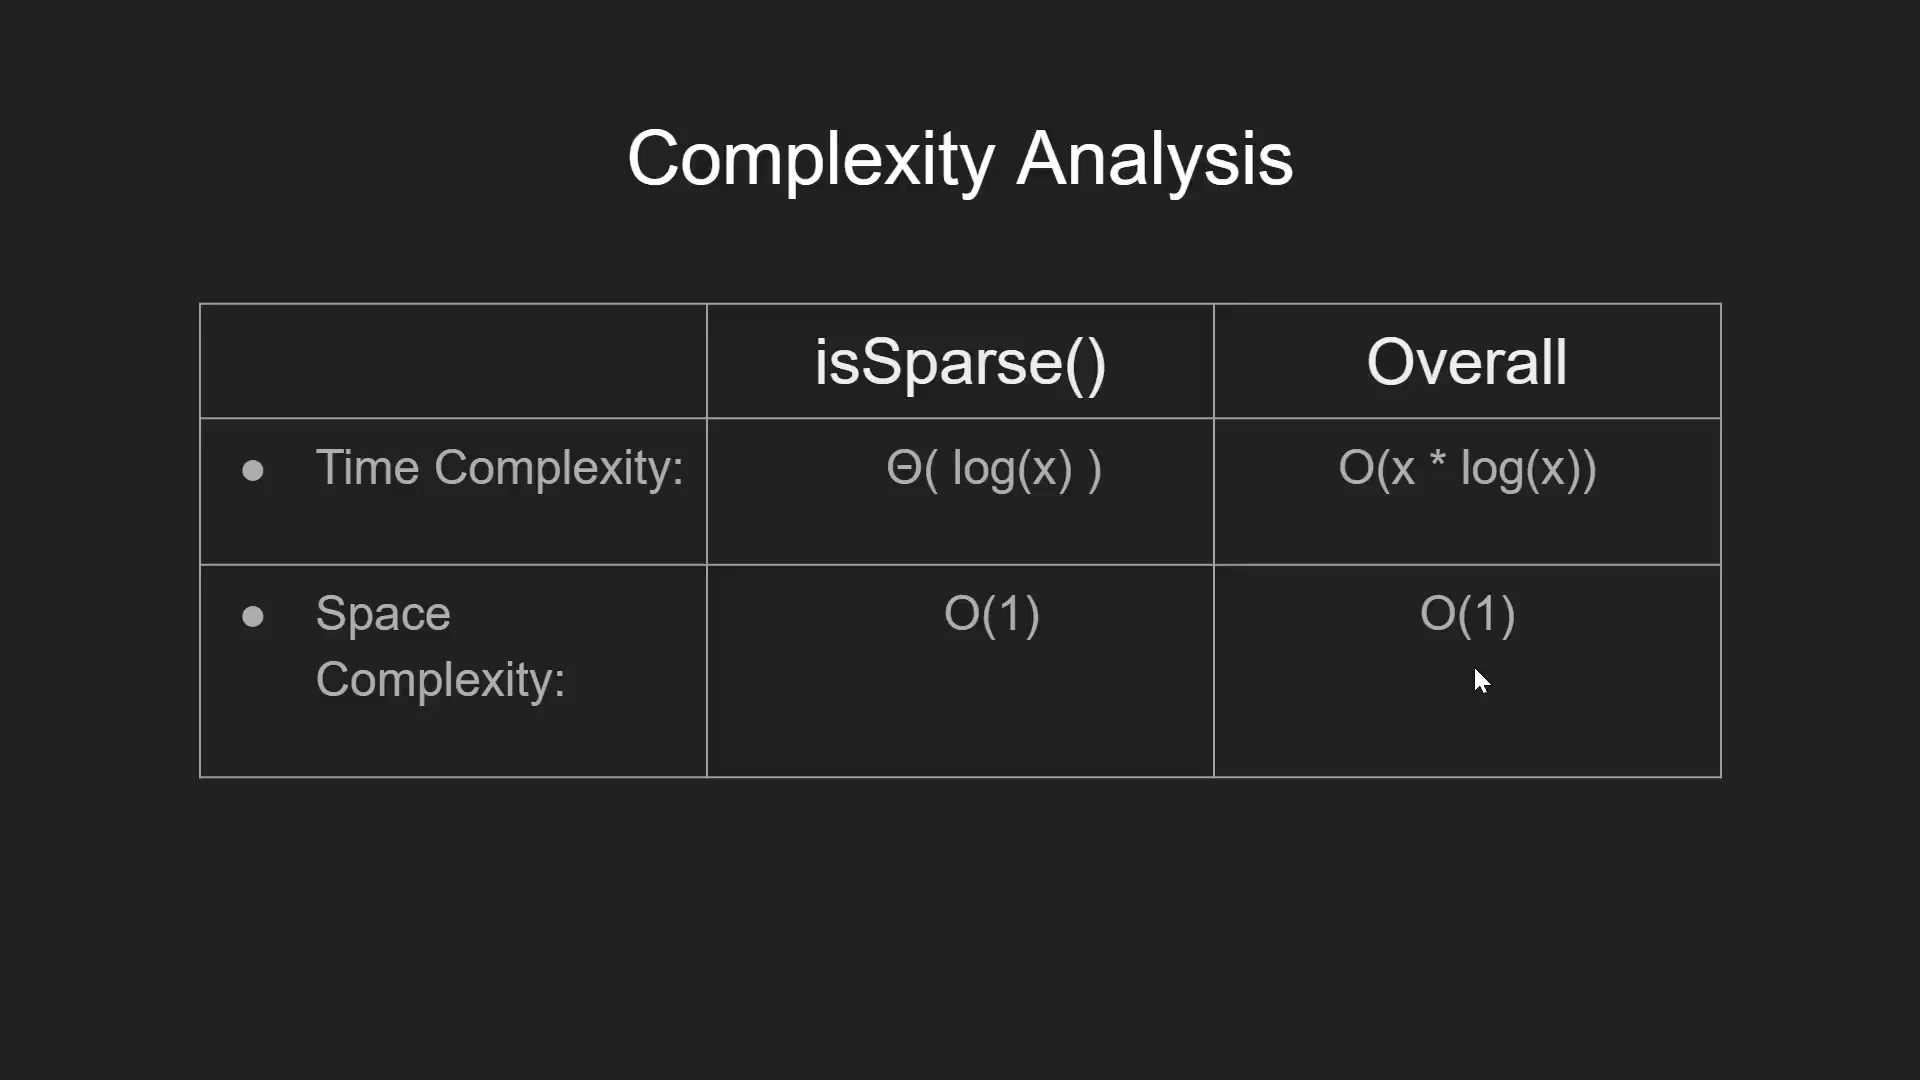 Complexity Analysis
isSparse()
Overall
● Time Complexity:
Θ( log(x) )
O(x * log(x))
● Space
Complexity:
O(1)
O(1)